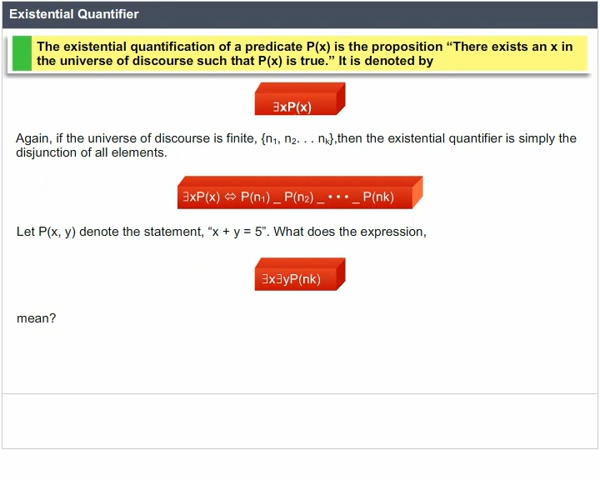 Existential Quantifier
The existential quantification of a predicate P(x) is the proposition “There exists an x in
the universe of discourse such that P(x) is true.” It is denoted by
∃xP(x)
Again, if the universe of discourse is finite, {n₁, n₂. . . nₖ},then the existential quantifier is simply the
disjunction of all elements.
∃xP(x) ⇔ P(n₁) _ P(n₂) _ • • • _ P(nk)
Let P(x, y) denote the statement, “x + y = 5”. What does the expression,
∃x∃yP(nk)
mean?